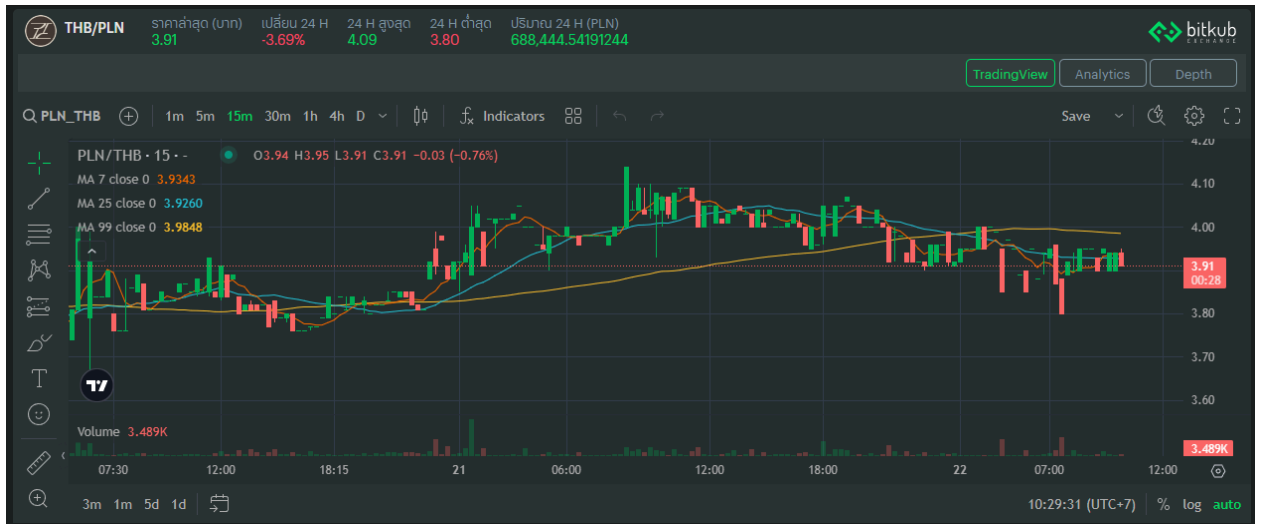 THB/PLN ราคาล่าสุด (บาท) เปลี่ยน 24 H 24 H สูงสุด 24 H ต่ำสุด ปริมาณ 24 H (PLN)
3.91 -3.69% 4.09 3.80 688,444.54191244
bitkub
EXCHANGE
TradingView Analytics Depth
PLN_THB 1m 5m 15m 30m 1h 4h D Indicators Save
PLN/THB · 15 · - O3.94 H3.95 L3.91 C3.91 −0.03 (−0.76%)
MA 7 close 0 3.9343
MA 25 close 0 3.9260
MA 99 close 0 3.9848
4.20
4.10
4.00
3.91
00:28
3.80
3.70
3.60
Volume 3.489K
3.489K
07:30 12:00 18:15 21 06:00 12:00 18:00 22 07:00 12:00
3m 1m 5d 1d 10:29:31 (UTC+7) % log auto